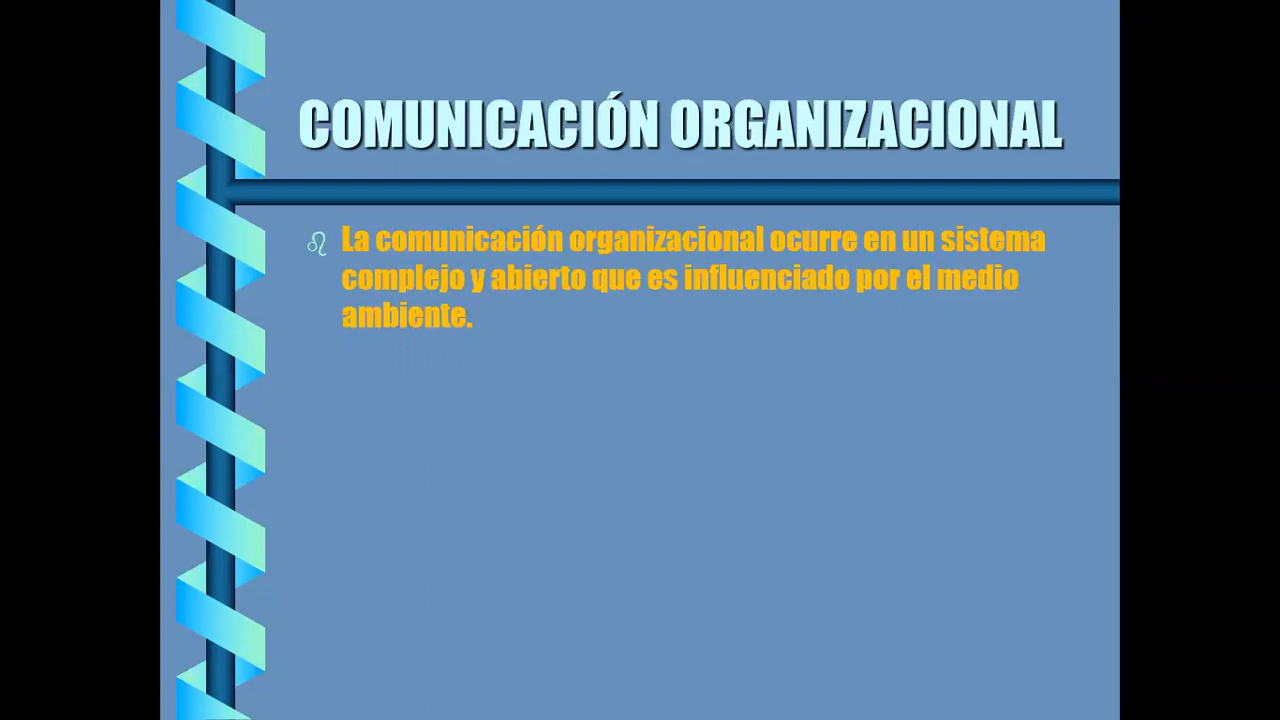 COMUNICACIÓN ORGANIZACIONAL
La comunicación organizacional ocurre en un sistema
complejo y abierto que es influenciado por el medio
ambiente.